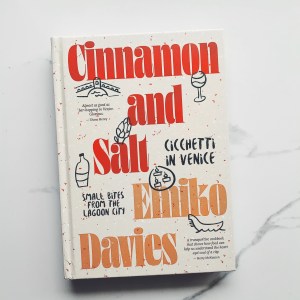 Cinnamon
and
Salt
CICCHETTI
IN VENICE
SMALL BITES
FROM THE
LAGOON CITY
Emiko
Davies